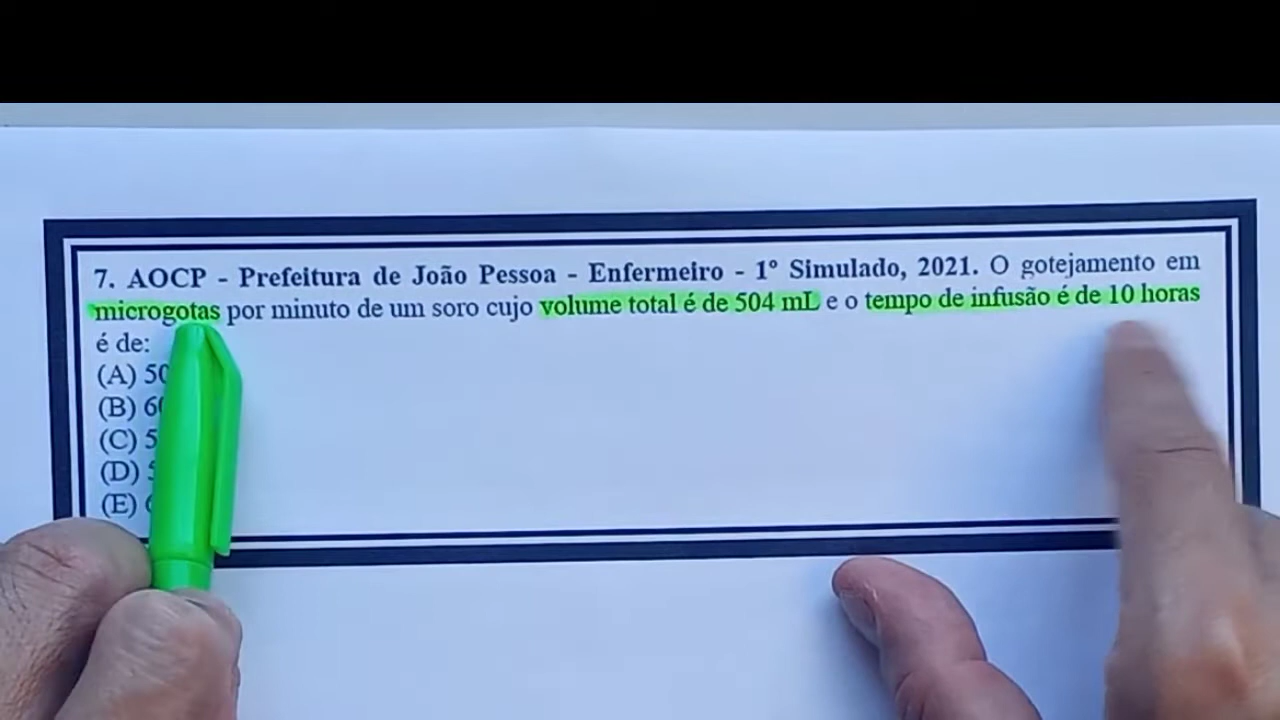 7. AOCP - Prefeitura de João Pessoa - Enfermeiro - 1º Simulado, 2021. O gotejamento em
microgotas por minuto de um soro cujo volume total é de 504 mL e o tempo de infusão é de 10 horas
é de:
(A)
(B)
(C)
(D)
(E)